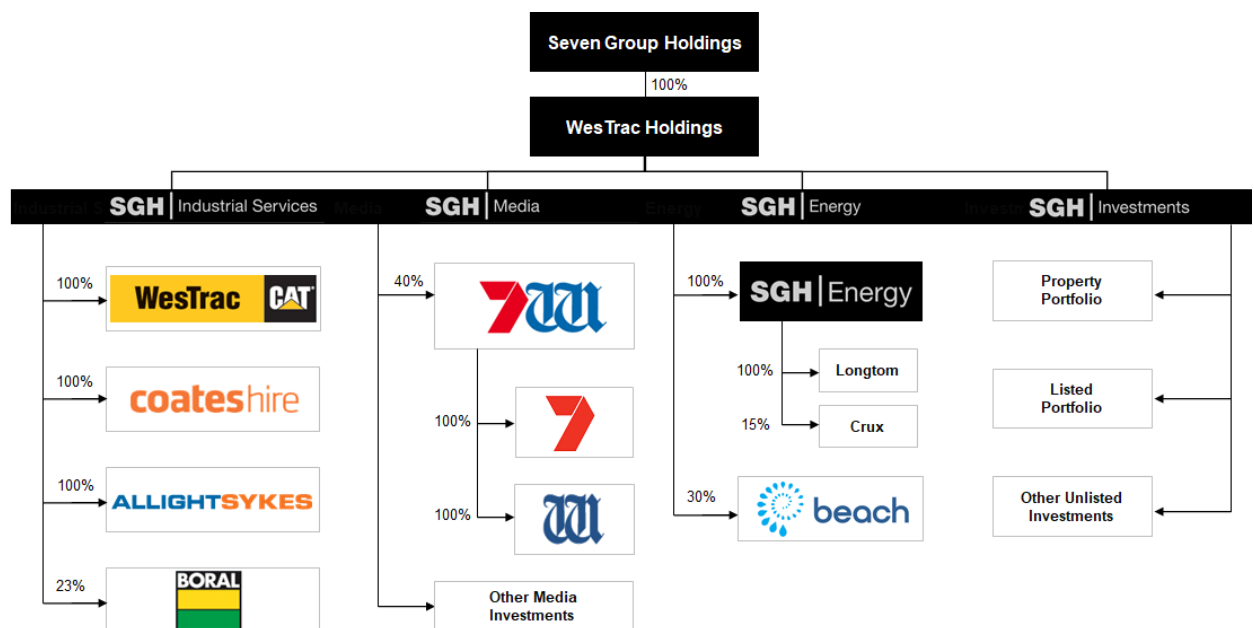 Seven Group Holdings
100%
WesTrac Holdings
SGH | Industrial Services
SGH | Media
SGH | Energy
SGH | Investments
100%
WesTrac CAT
100%
coateshire
100%
ALLIGHTSYKES
23%
BORAL
40%
7W
100%
7
100%
W
Other Media
Investments
100%
SGH | Energy
100%
Longtom
15%
Crux
30%
beach
Property
Portfolio
Listed
Portfolio
Other Unlisted
Investments